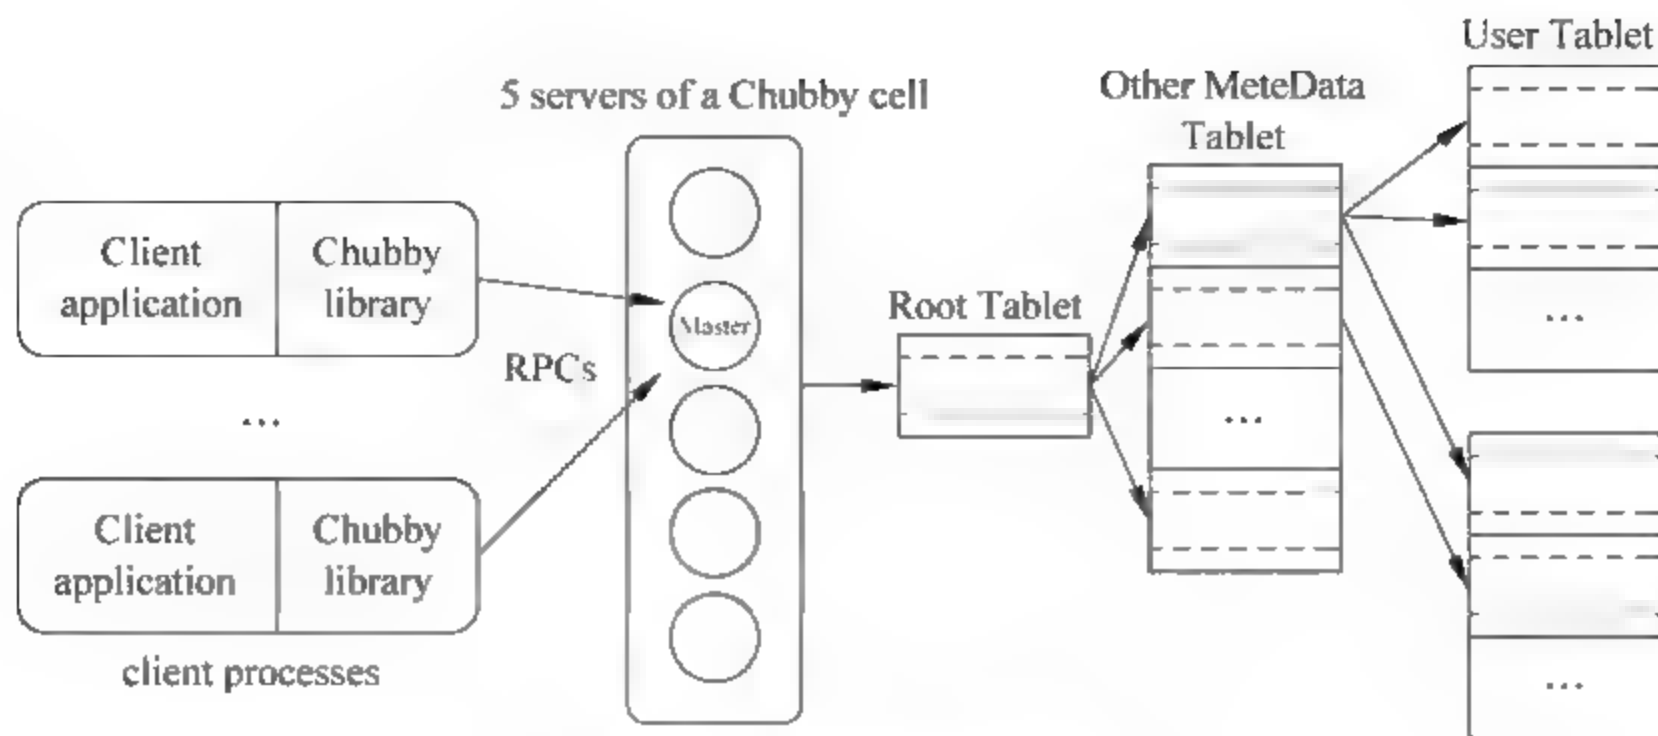 User Tablet
Other MeteData
Tablet
5 servers of a Chubby cell
Client
application
Chubby
library
Master
Root Tablet
RPCs
...
...
...
Client
application
Chubby
library
client processes
...